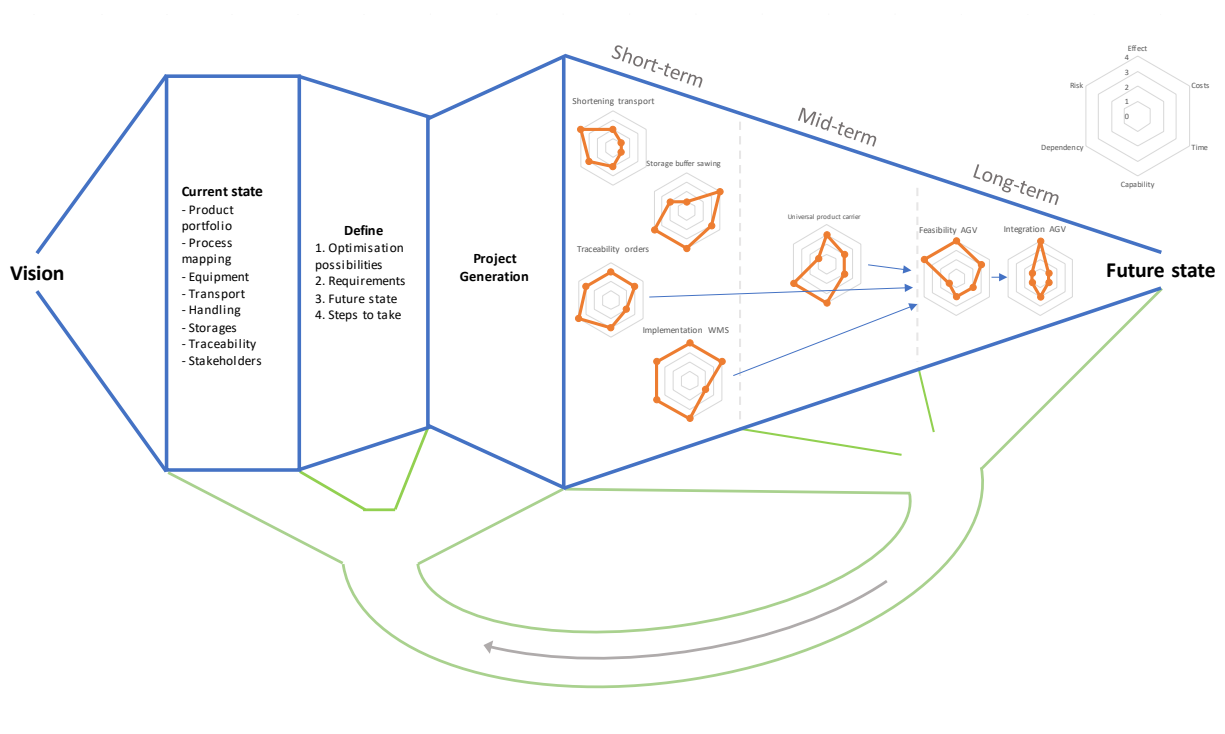 Vision
Current state
- Product
portfolio
- Process
mapping
- Equipment
- Transport
- Handling
- Storages
- Traceability
- Stakeholders
Define
1. Optimisation
possibilities
2. Requirements
3. Future state
4. Steps to take
Project
Generation
Short-term
Shortening transport
Storage buffer sawing
Traceability orders
Implementation WMS
Mid-term
Universal product carrier
Long-term
Feasibility AGV
Integration AGV
Future state
Effect
4
3
2
1
0
Risk
Costs
Dependency
Time
Capability